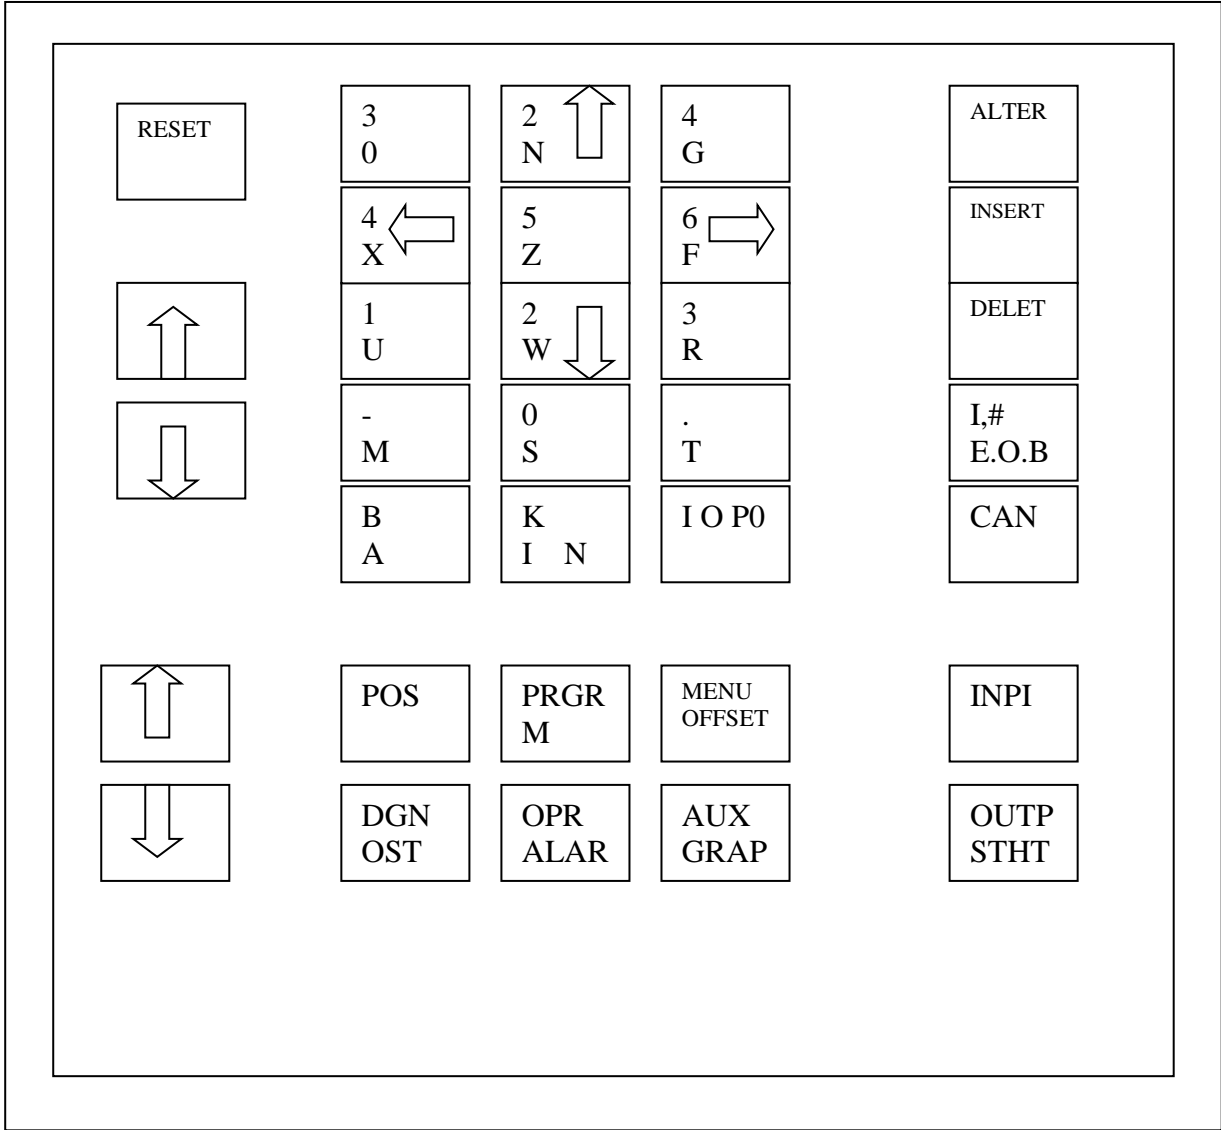 RESET
3
0
2
N
4
G
ALTER
4
X
5
Z
6
F
INSERT
1
U
2
W
3
R
DELET
-
M
0
S
.
T
I,#
E.O.B
B
A
K
I N
I O P0
CAN
POS
PRGR
M
MENU
OFFSET
INPI
DGN
OST
OPR
ALAR
AUX
GRAP
OUTP
STHT